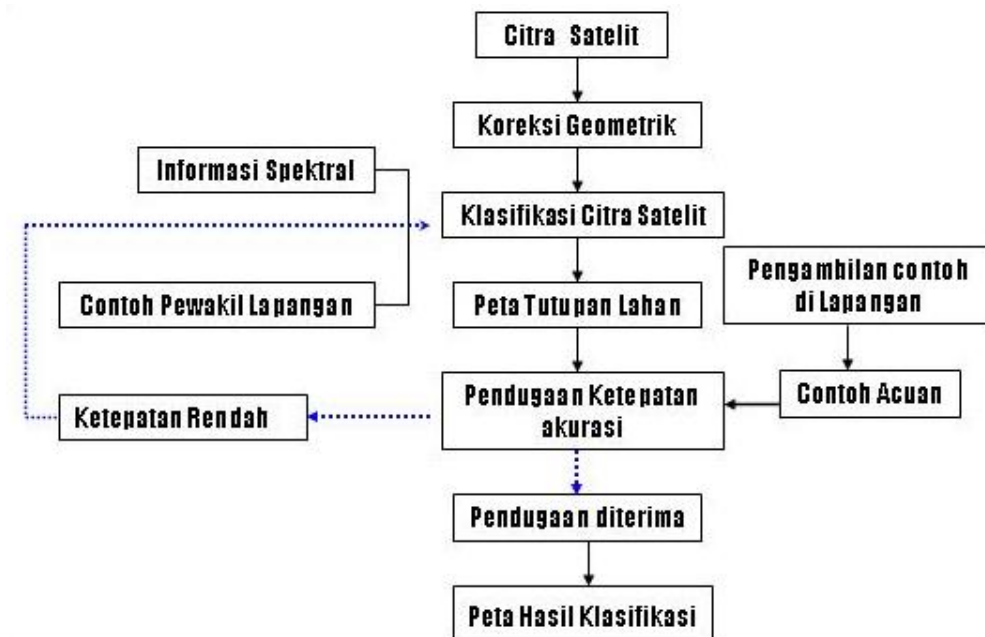 Citra Satelit
Koreksi Geometrik
Informasi Spektral
Klasifikasi Citra Satelit
Pengambilan contoh
di Lapangan
Contoh Pewakil Lapangan
Peta Tutupan Lahan
Ketepatan Rendah
Pendugaan Ketepatan
akurasi
Contoh Acuan
Pendugaan diterima
Peta Hasil Klasifikasi